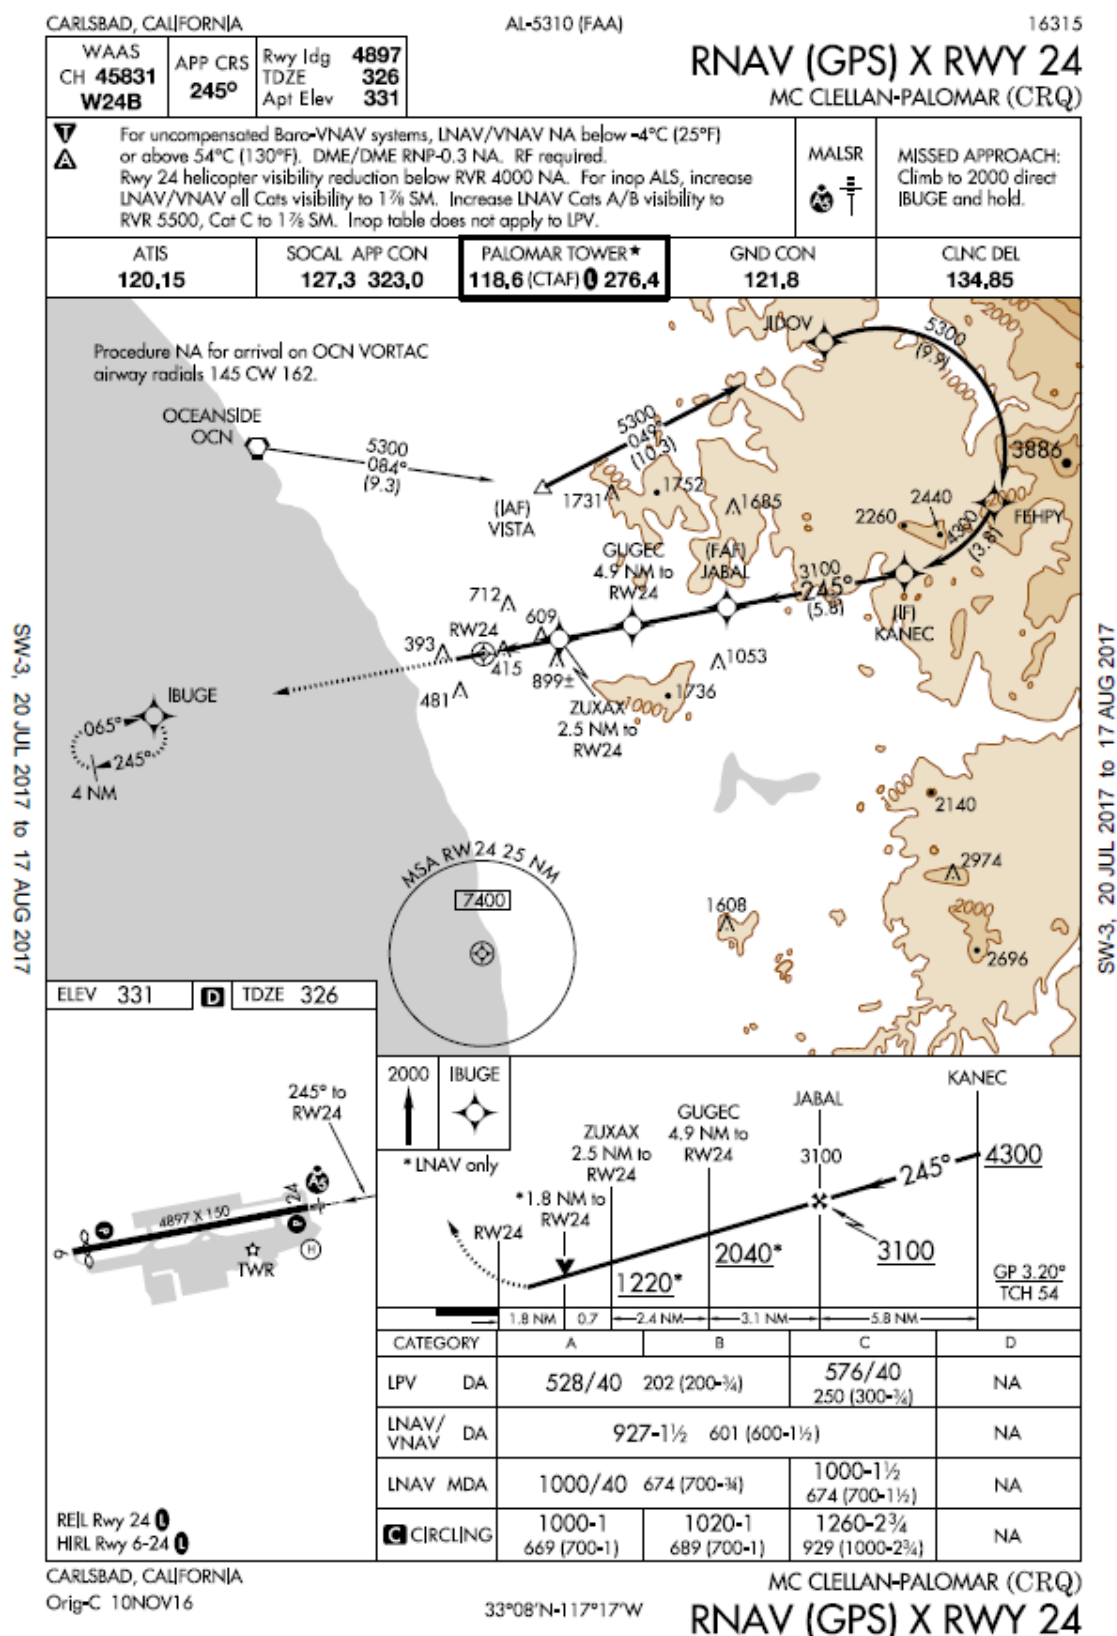 CARLSBAD, CALIFORNIA
AL-5310 (FAA)
16315
WAAS
CH 45831
W24B
APP CRS
245°
Rwy ldg 4897
TDZE 326
Apt Elev 331
RNAV (GPS) X RWY 24
MC CLELLAN-PALOMAR (CRQ)
T
A
For uncompensated Baro-VNAV systems, LNAV/VNAV NA below -4°C (25°F)
or above 54°C (130°F). DME/DME RNP-0.3 NA. RF required.
Rwy 24 helicopter visibility reduction below RVR 4000 NA. For inop ALS, increase
LNAV/VNAV all Cats visibility to 1⅞ SM. Increase LNAV Cats A/B visibility to
RVR 5500, Cat C to 1⅞ SM. Inop table does not apply to LPV.
MALSR
A5
MISSED APPROACH:
Climb to 2000 direct
IBUGE and hold.
ATIS
120.15
SOCAL APP CON
127.3 323.0
PALOMAR TOWER*
118.6 (CTAF) L 276.4
GND CON
121.8
CLNC DEL
134.85
Procedure NA for arrival on OCN VORTAC
airway radials 145 CW 162.
OCEANSIDE
OCN
5300
084°
(9.3)
(IAF)
VISTA
5300
049°
(10.3)
JIDOV
5300
(9.9)
2000
1000
3886
2000
FEHPY
4300
(3.8)
2440
2260
1000
1731
1752
1685
GUGEC
4.9 NM to
RW24
(FAF)
JABAL
3100
245°
(5.8)
(IF)
KANEC
712
609
RW24
393
415
481
899±
ZUXAX
2.5 NM to
RW24
1053
1736
1000
IBUGE
065°
245°
4 NM
1000
2140
2974
2000
2696
1608
MSA RW24 25 NM
7400
SW-3, 20 JUL 2017 to 17 AUG 2017
SW-3, 20 JUL 2017 to 17 AUG 2017
ELEV 331
D
TDZE 326
245° to
RW24
A5
24
4897 X 150
P
P
6
TWR
H
REIL Rwy 24 L
HIRL Rwy 6-24 L
2000
IBUGE
* LNAV only
RW24
*1.8 NM to
RW24
ZUXAX
2.5 NM to
RW24
GUGEC
4.9 NM to
RW24
JABAL
3100
KANEC
245°
4300
3100
2040*
1220*
GP 3.20°
TCH 54
1.8 NM
0.7
2.4 NM
3.1 NM
5.8 NM
CATEGORY A B C D
LPV DA 528/40 202 (200-¾) 576/40 250 (300-¾) NA
LNAV/ VNAV DA 927-1½ 601 (600-1½) NA
LNAV MDA 1000/40 674 (700-¾) 1000-1½ 674 (700-1½) NA
C CIRCLING 1000-1 669 (700-1) 1020-1 689 (700-1) 1260-2¾ 929 (1000-2¾) NA
CARLSBAD, CALIFORNIA
Orig-C 10NOV16
33°08'N-117°17'W
MC CLELLAN-PALOMAR (CRQ)
RNAV (GPS) X RWY 24